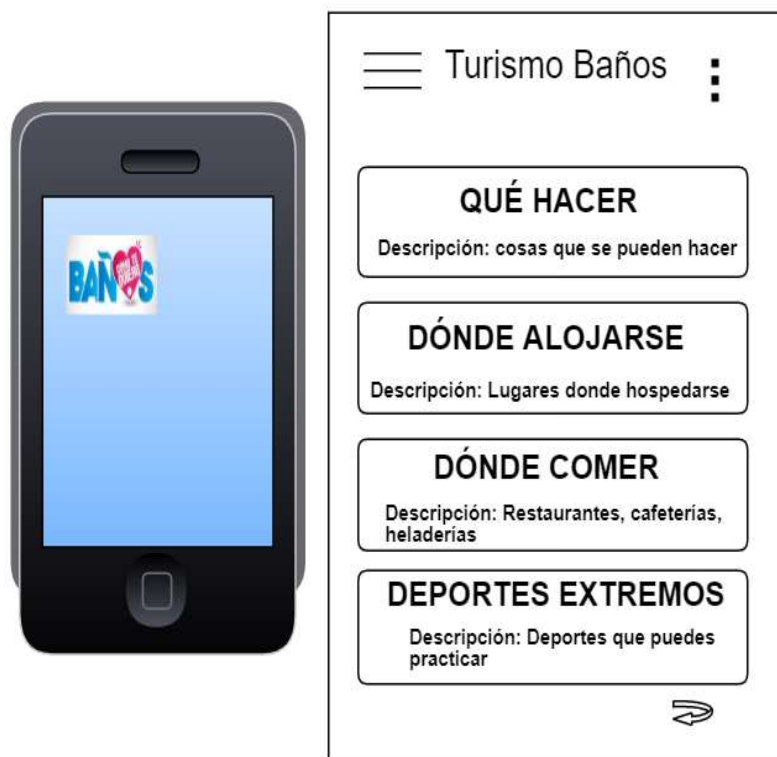 BAÑOS
Turismo Baños
QUÉ HACER
Descripción: cosas que se pueden hacer
DÓNDE ALOJARSE
Descripción: Lugares donde hospedarse
DÓNDE COMER
Descripción: Restaurantes, cafeterías,
heladerías
DEPORTES EXTREMOS
Descripción: Deportes que puedes
practicar